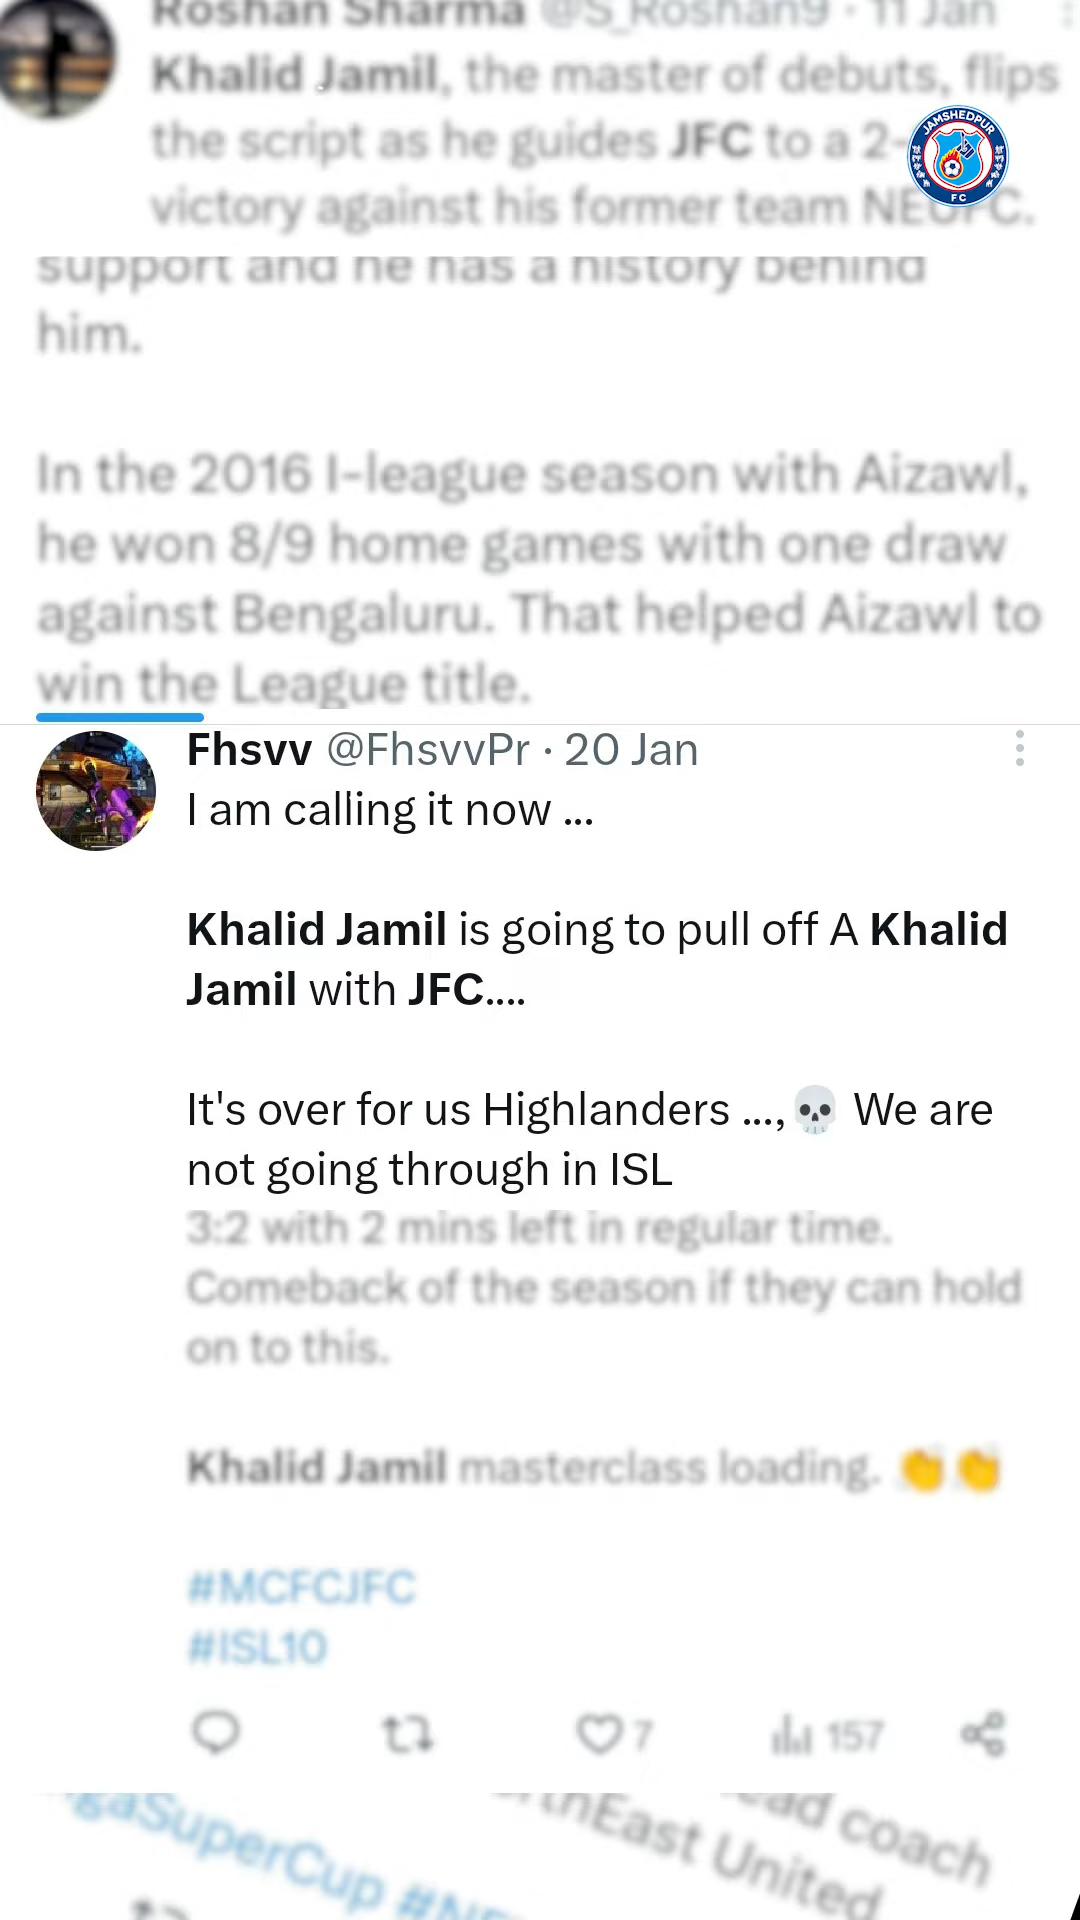 Roshan Sharma @S_Roshan9 · 11 Jan
Khalid Jamil, the master of debuts, flips
the script as he guides JFC to a 2-
victory against his former team NEUFC.
JAMSHEDPUR
FC
support and he has a history behind
him.
In the 2016 I-league season with Aizawl,
he won 8/9 home games with one draw
against Bengaluru. That helped Aizawl to
win the League title.
Fhsvv @FhsvvPr · 20 Jan
I am calling it now ...
Khalid Jamil is going to pull off A Khalid
Jamil with JFC....
It's over for us Highlanders ...,💀 We are
not going through in ISL
3:2 with 2 mins left in regular time.
Comeback of the season if they can hold
on to this.
Khalid Jamil masterclass loading. 👏👏
#MCFCJFC
#ISL10
7 157
gaSuperCup
rthEast United
ead coach